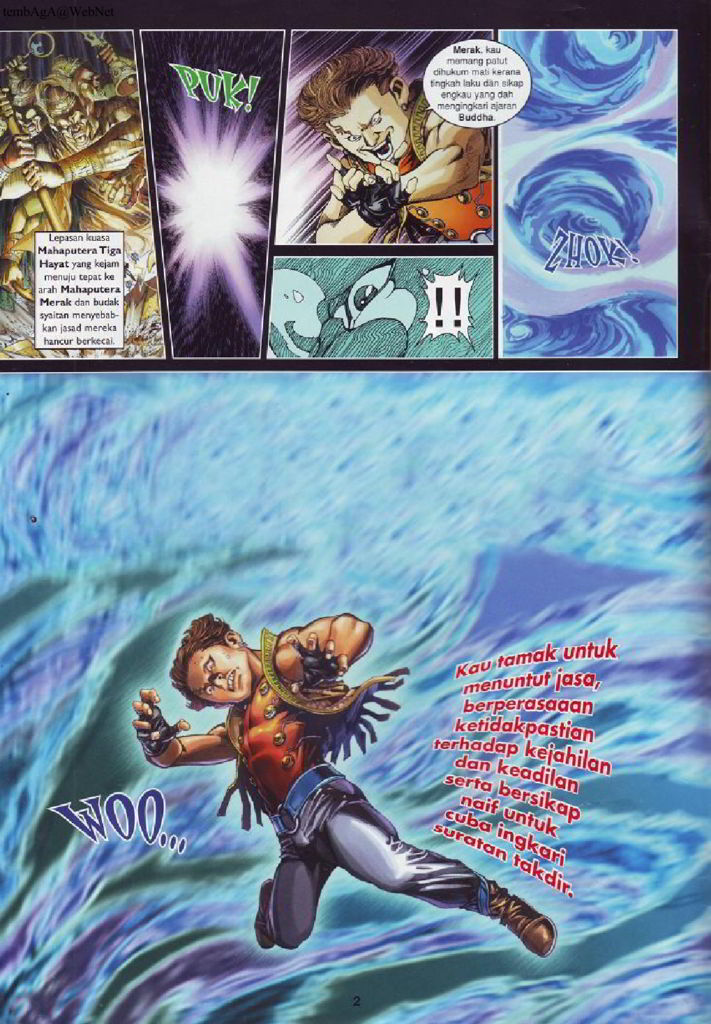 tembAgA@WebNet
Lepasan kuasa
Mahaputera Tiga
Hayat yang kejam
menuju tepat ke
arah Mahaputera
Merak dan budak
syaitan menyebab-
kan jasad mereka
hancur berkecai.
PUK!
Merak, kau
memang patut
dihukum mati kerana
tingkah laku dan sikap
engkau yang dah
mengingkari ajaran
Buddha.
!!
ZHOK!
WOO...
Kau tamak untuk
menuntut jasa,
berperasaaan
ketidakpastian
terhadap kejahilan
dan keadilan
serta bersikap
naif untuk
cuba ingkari
suratan takdir.
2